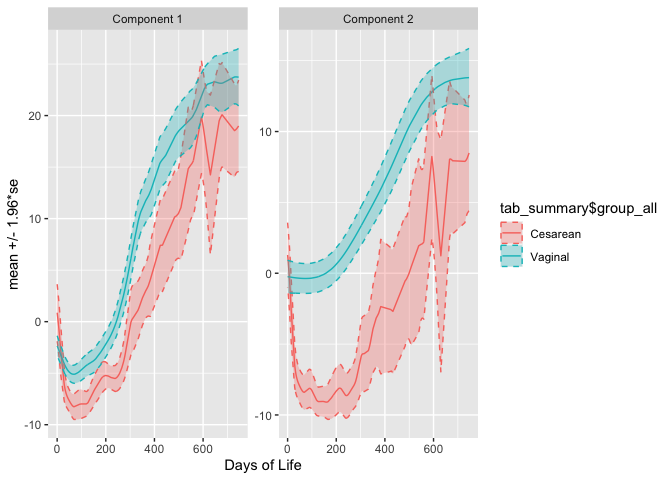 Component 1
Component 2
mean +/- 1.96*se
20
10
0
-10
10
0
-10
0
200
400
600
0
200
400
600
Days of Life
tab_summary$group_all
Cesarean
Vaginal